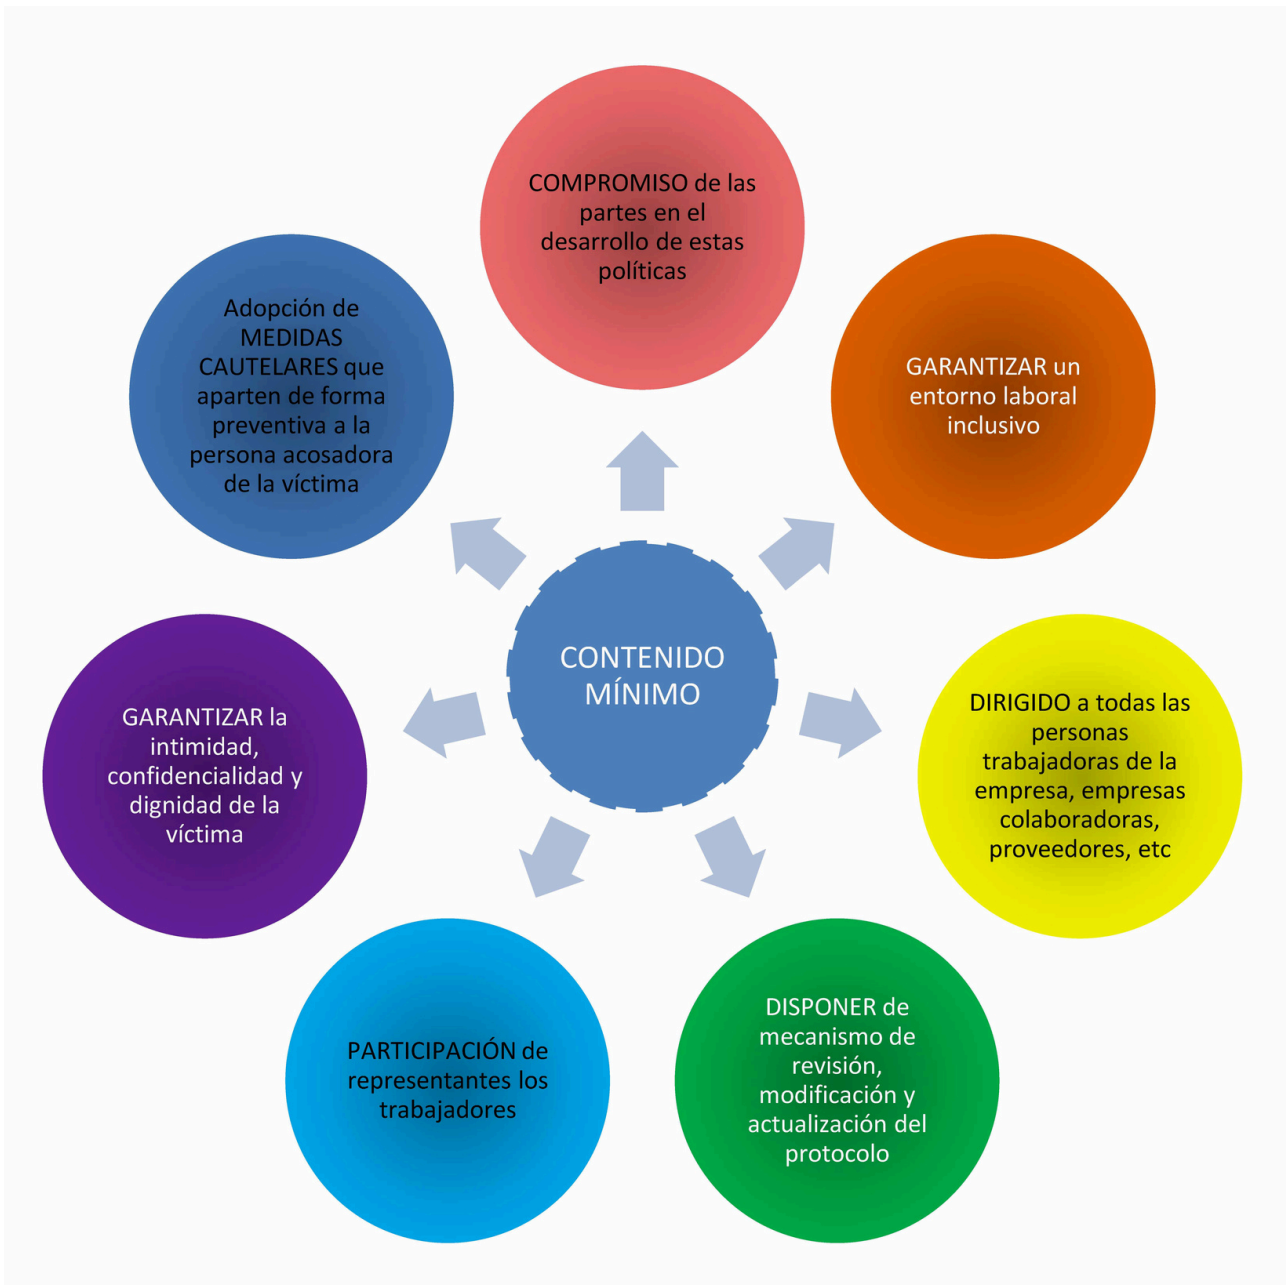 COMPROMISO de las
partes en el
desarrollo de estas
políticas
GARANTIZAR un
entorno laboral
inclusivo
DIRIGIDO a todas las
personas
trabajadoras de la
empresa, empresas
colaboradoras,
proveedores, etc
DISPONER de
mecanismo de
revisión,
modificación y
actualización del
protocolo
PARTICIPACIÓN de
representantes los
trabajadores
GARANTIZAR la
intimidad,
confidencialidad y
dignidad de la
víctima
Adopción de
MEDIDAS
CAUTELARES que
aparten de forma
preventiva a la
persona acosadora
de la víctima
CONTENIDO
MÍNIMO